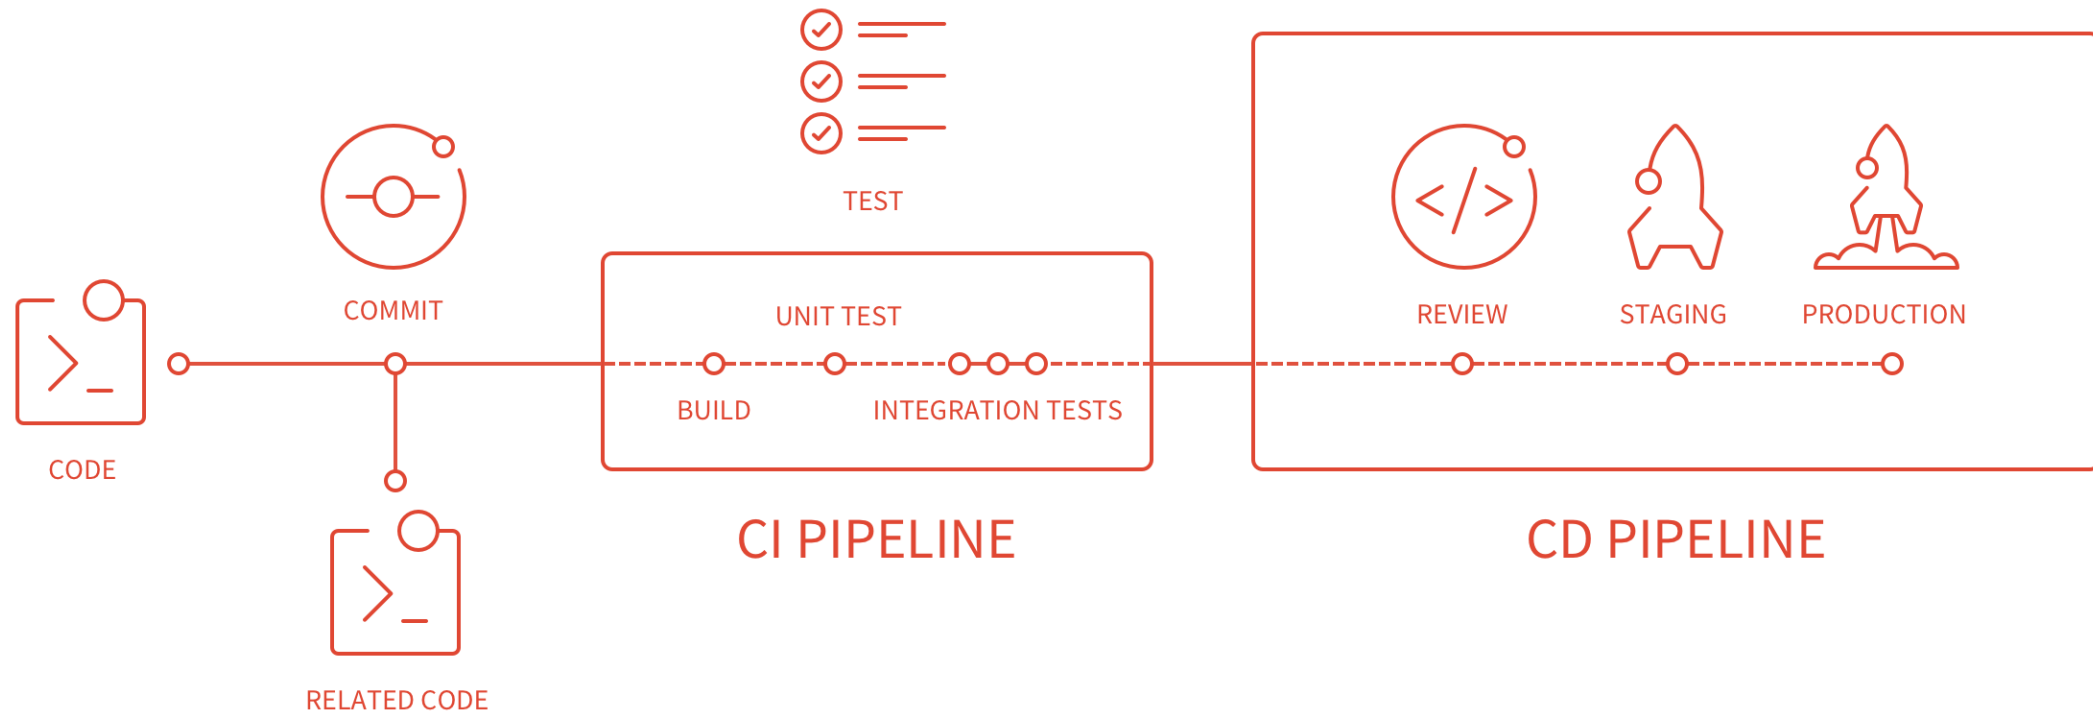 TEST
COMMIT
UNIT TEST
REVIEW
STAGING
PRODUCTION
BUILD
INTEGRATION TESTS
CODE
CI PIPELINE
CD PIPELINE
RELATED CODE